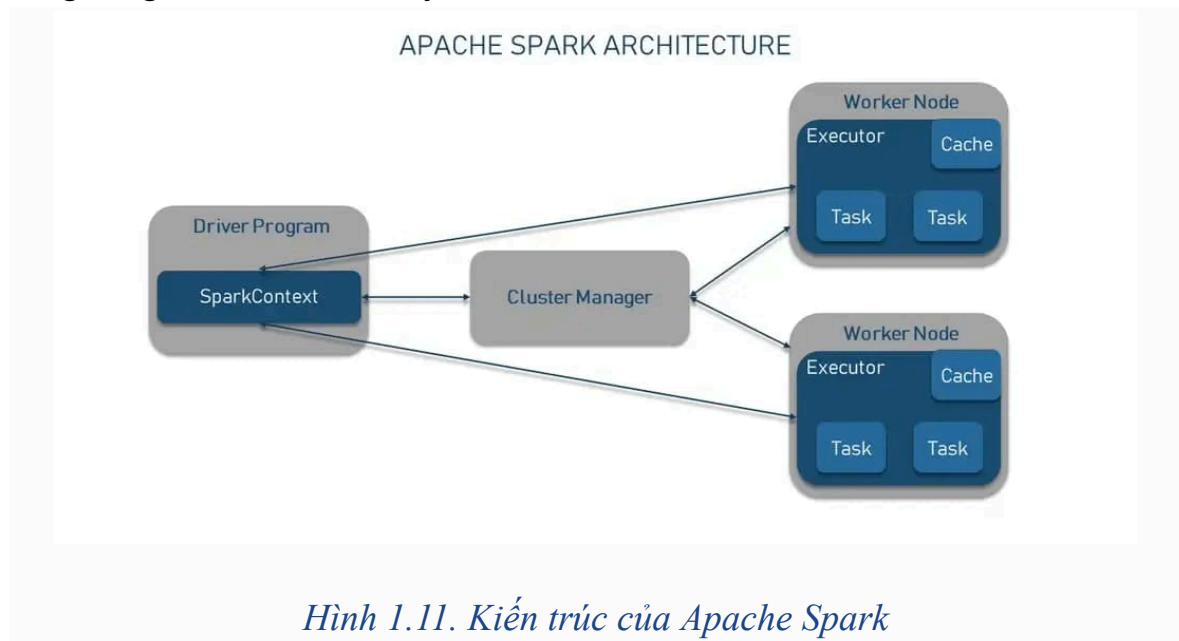 APACHE SPARK ARCHITECTURE
Driver Program
SparkContext
Cluster Manager
Worker Node
Executor
Cache
Task
Task
Worker Node
Executor
Cache
Task
Task
Hình 1.11. Kiến trúc của Apache Spark